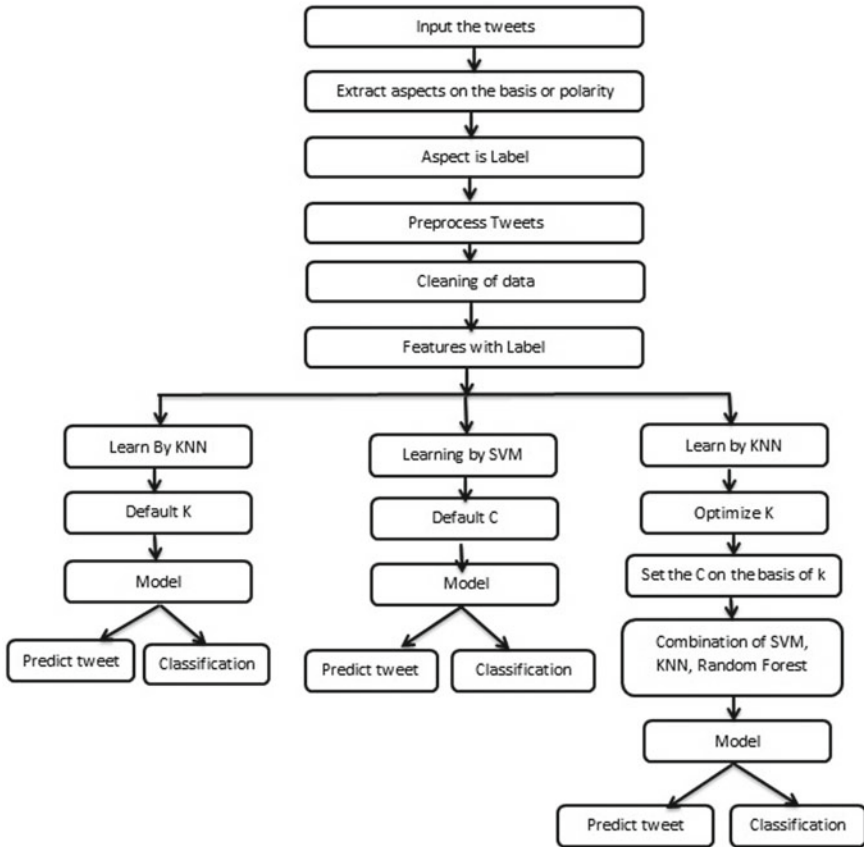 Input the tweets
Extract aspects on the basis or polarity
Aspect is Label
Preprocess Tweets
Cleaning of data
Features with Label
Learn By KNN
Default K
Model
Predict tweet
Classification
Learning by SVM
Default C
Model
Predict tweet
Classification
Learn by KNN
Optimize K
Set the C on the basis of k
Combination of SVM,
KNN, Random Forest
Model
Predict tweet
Classification